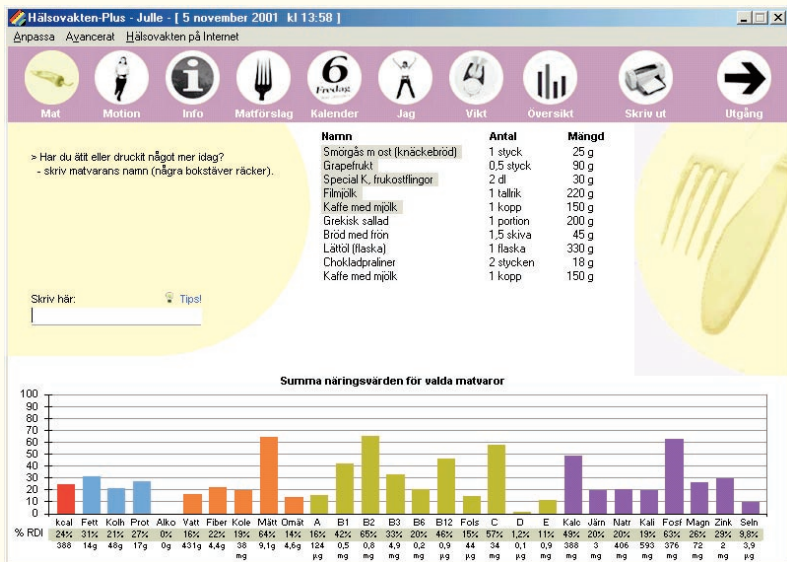 Hälsovakten-Plus - Julle - [ 5 november 2001 kl 13:58]
Anpassa Avancerat Hälsovakten på Internet
6
Fredag
Mat Motion Info Matförslag Kalender Jag Vikt Översikt Skriv ut Utgång
> Har du ätit eller druckit något mer idag?
- skriv matvarans namn (några bokstäver räcker).
Skriv här: Tips!
Namn Antal Mängd
Smörgås m ost (knäckebröd) 1 styck 25 g
Grapefrukt 0,5 styck 90 g
Special K, frukostflingor 2 dl 30 g
Filmjölk 1 tallrik 220 g
Kaffe med mjölk 1 kopp 150 g
Grekisk sallad 1 portion 200 g
Bröd med frön 1,5 skiva 45 g
Lättöl (flaska) 1 flaska 330 g
Chokladpraliner 2 stycken 18 g
Kaffe med mjölk 1 kopp 150 g
Summa näringsvärden för valda matvaror
100
90
80
70
60
50
40
30
20
10
0
kcal Fett Kolh Prot Alko Vatt Fiber Kole Mätt Omät A B1 B2 B3 B6 B12 Fols C D E Kalc Järn Natr Kali Fosf Magn Zink Seln
% RDI 24% 31% 21% 27% 0% 16% 22% 19% 64% 14% 16% 42% 65% 33% 20% 46% 15% 57% 1,2% 11% 49% 20% 20% 19% 63% 26% 29% 9,8%
388 14g 48g 17g 0g 431g 4,4g 38 9,1g 4,6g 124 0,5 0,8 4,9 0,2 0,9 44 34 0,1 0,9 388 3 406 593 376 72 2 3,9
mg µg mg mg mg mg µg µg mg µg mg mg mg mg mg mg mg mg µg